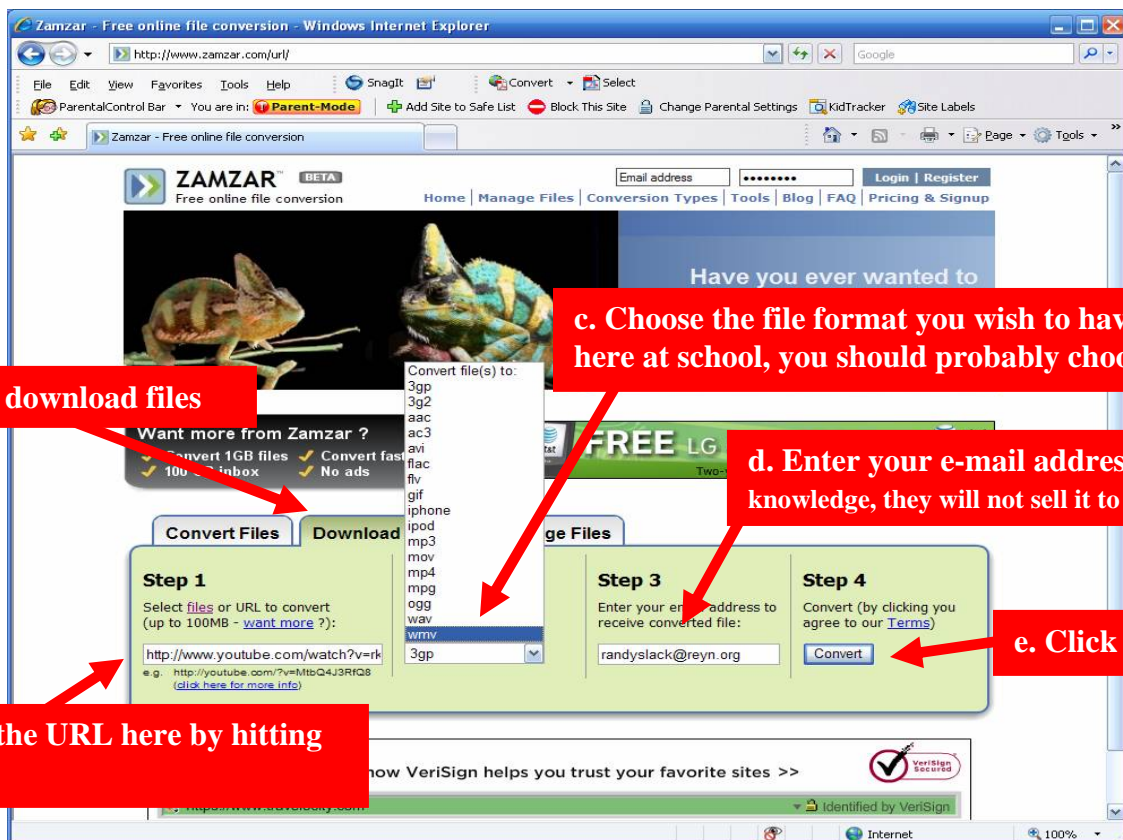 Zamzar - Free online file conversion - Windows Internet Explorer
http://www.zamzar.com/url/
Google
File Edit View Favorites Tools Help SnagIt Convert Select
ParentalControl Bar You are in: Parent-Mode Add Site to Safe List Block This Site Change Parental Settings KidTracker Site Labels
Zamzar - Free online file conversion
Page Tools
ZAMZAR™ BETA
Free online file conversion
Email address
Login | Register
Home | Manage Files | Conversion Types | Tools | Blog | FAQ | Pricing & Signup
Have you ever wanted to
c. Choose the file format you wish to hav
here at school, you should probably choo
download files
Want more from Zamzar ?
Convert 1GB files Convert fast
100 GB inbox No ads
FREE LG
Two-
d. Enter your e-mail addres
knowledge, they will not sell it to
Convert file(s) to:
3gp
3g2
aac
ac3
avi
flac
flv
gif
iphone
ipod
mp3
mov
mp4
mpg
ogg
wav
wmv
3gp
Convert Files
Download
ge Files
Step 1
Select files or URL to convert
(up to 100MB - want more ?):
http://www.youtube.com/watch?v=rk
e.g. http://youtube.com/?v=MtbQ4J3RfQ8
(click here for more info)
Step 3
Enter your email address to
receive converted file:
randyslack@reyn.org
Step 4
Convert (by clicking you
agree to our Terms)
Convert
e. Click
the URL here by hitting
now VeriSign helps you trust your favorite sites >>
VeriSign
Secured
Identified by VeriSign
Internet
100%